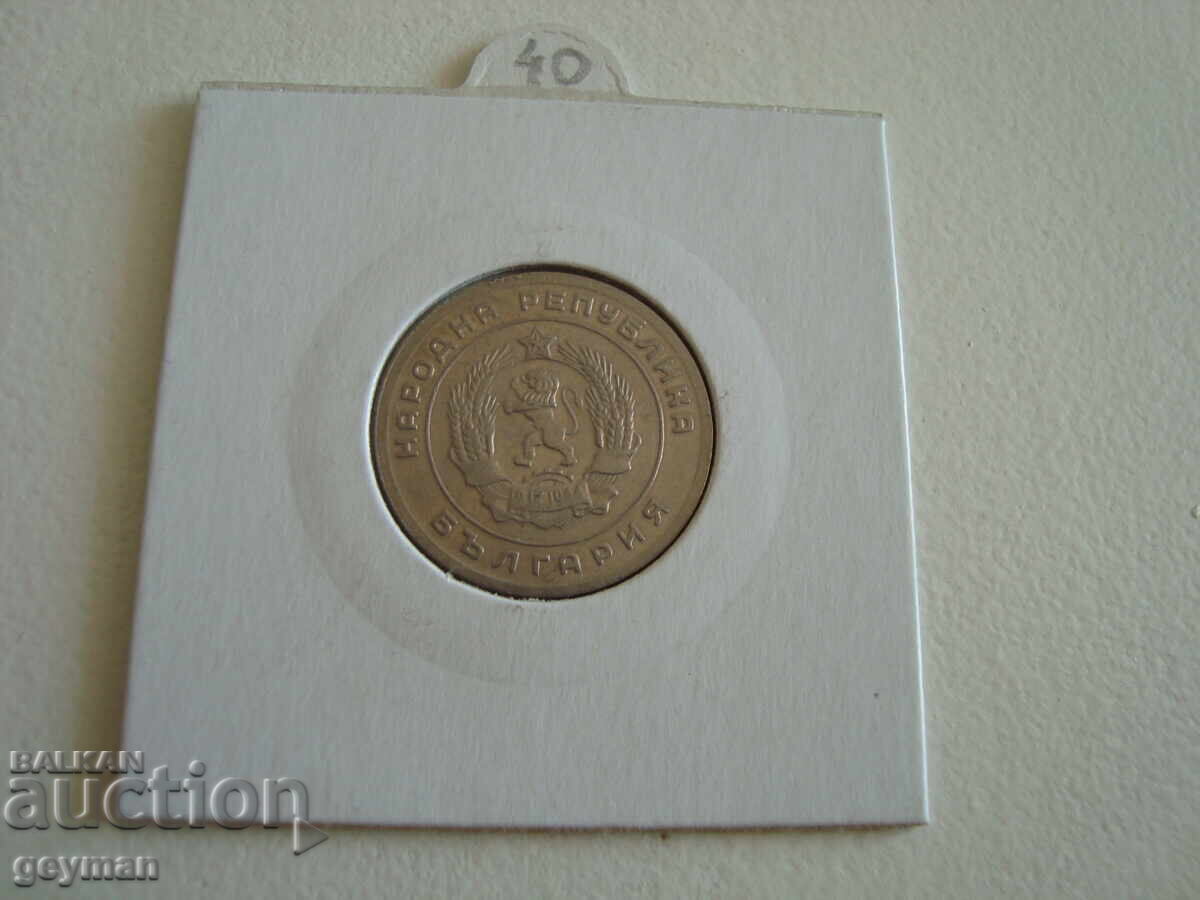 40
НАРОДНА РЕПУБЛИКА
БЪЛГАРИЯ
BALKAN
auction
geyman